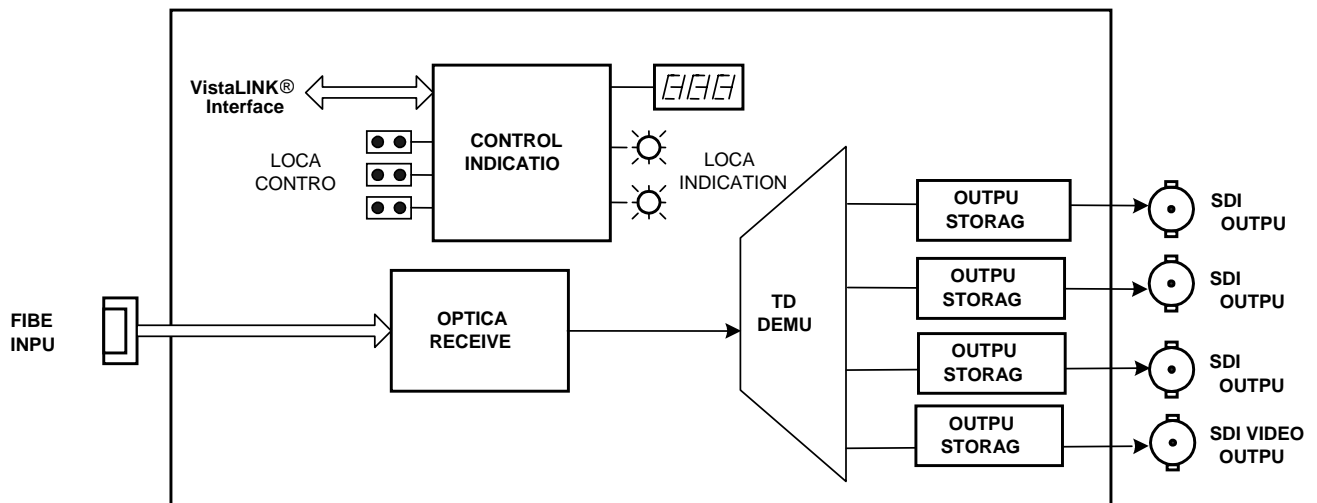 VistaLINK®
Interface
CONTROL
INDICATIO
LOCA
CONTRO
LOCA
INDICATION
FIBE
INPU
OPTICA
RECEIVE
TD
DEMU
OUTPU
STORAG
SDI
OUTPU
OUTPU
STORAG
SDI
OUTPU
OUTPU
STORAG
SDI
OUTPU
OUTPU
STORAG
SDI VIDEO
OUTPU